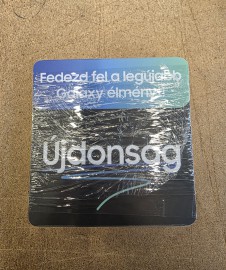 Fedezd fel a legújabb
Galaxy élményt!
Újdonság